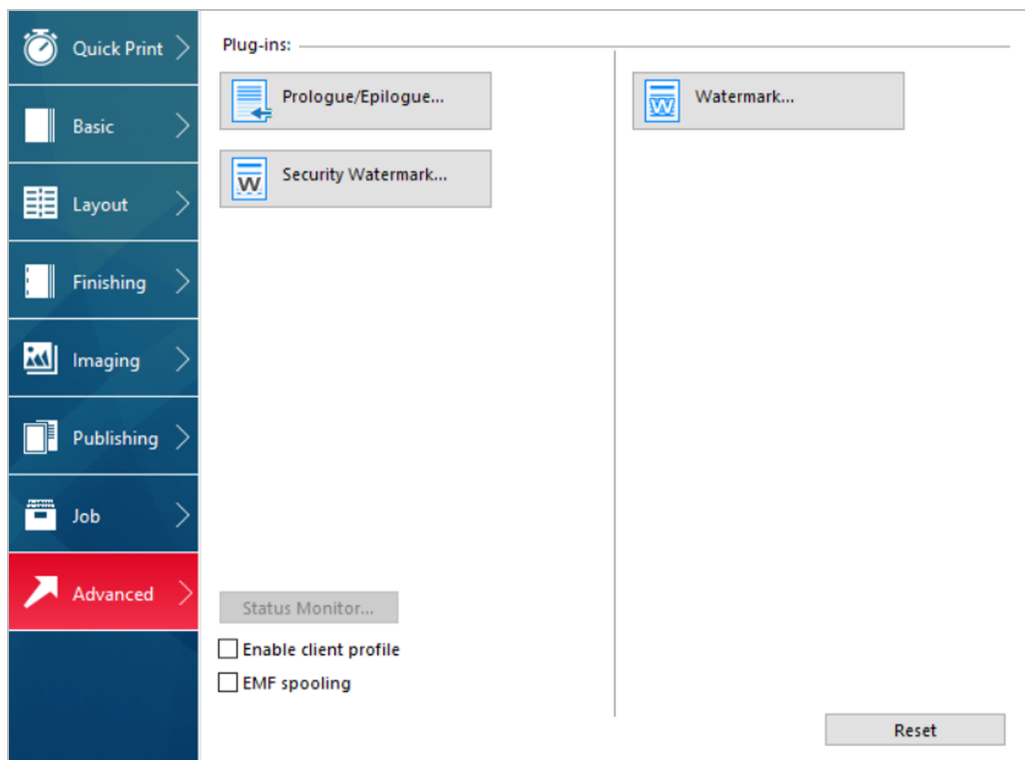 Quick Print
Basic
Layout
Finishing
Imaging
Publishing
Job
Advanced
Plug-ins:
Prologue/Epilogue...
Security Watermark...
Watermark...
Status Monitor...
Enable client profile
EMF spooling
Reset